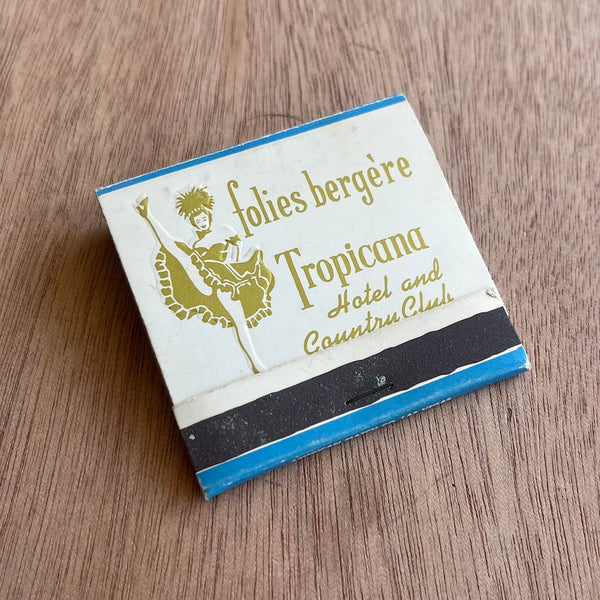 folies bergère
Tropicana
Hotel and
Country Club